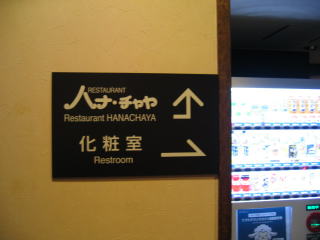 RESTAURANT
ハナ・チャヤ
Restaurant HANACHAYA
化粧室
Restroom